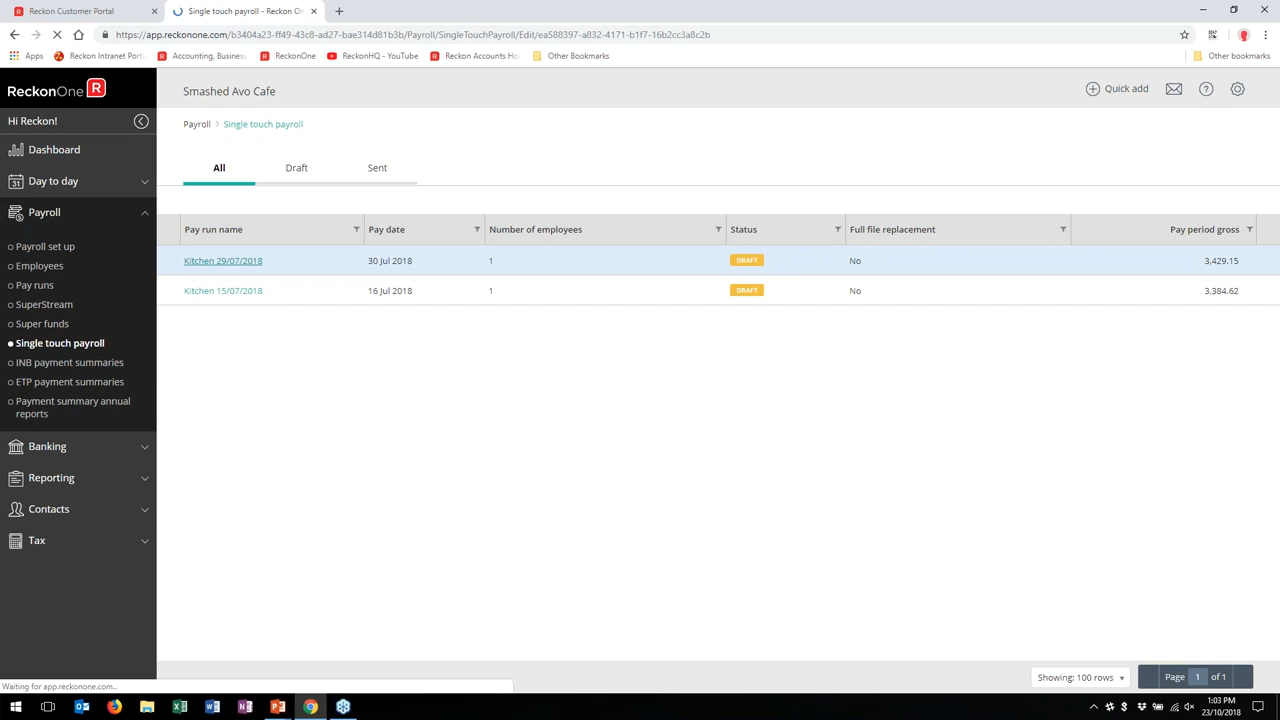 Reckon Customer Portal
Single touch payroll - Reckon On
https://app.reckonone.com/b3404a23-ff49-43c8-ad27-bae314d81b3b/Payroll/SingleTouchPayroll/Edit/ea588397-a832-4171-b1f7-16b2cc3a8c2b
Apps
Reckon Intranet Porta
Accounting, Business
ReckonOne
ReckonHQ - YouTube
Reckon Accounts Hos
Other Bookmarks
Other bookmarks
ReckonOne R
Smashed Avo Cafe
Quick add
Hi Reckon!
Payroll > Single touch payroll
Dashboard
Day to day
Payroll
Payroll set up
Employees
Pay runs
SuperStream
Super funds
Single touch payroll
INB payment summaries
ETP payment summaries
Payment summary annual
reports
Banking
Reporting
Contacts
Tax
All Draft Sent
Pay run name Pay date Number of employees Status Full file replacement Pay period gross
Kitchen 29/07/2018 30 Jul 2018 1 DRAFT No 3,429.15
Kitchen 15/07/2018 16 Jul 2018 1 DRAFT No 3,384.62
Showing: 100 rows
Page 1 of 1
Waiting for app.reckonone.com...
1:03 PM
23/10/2018